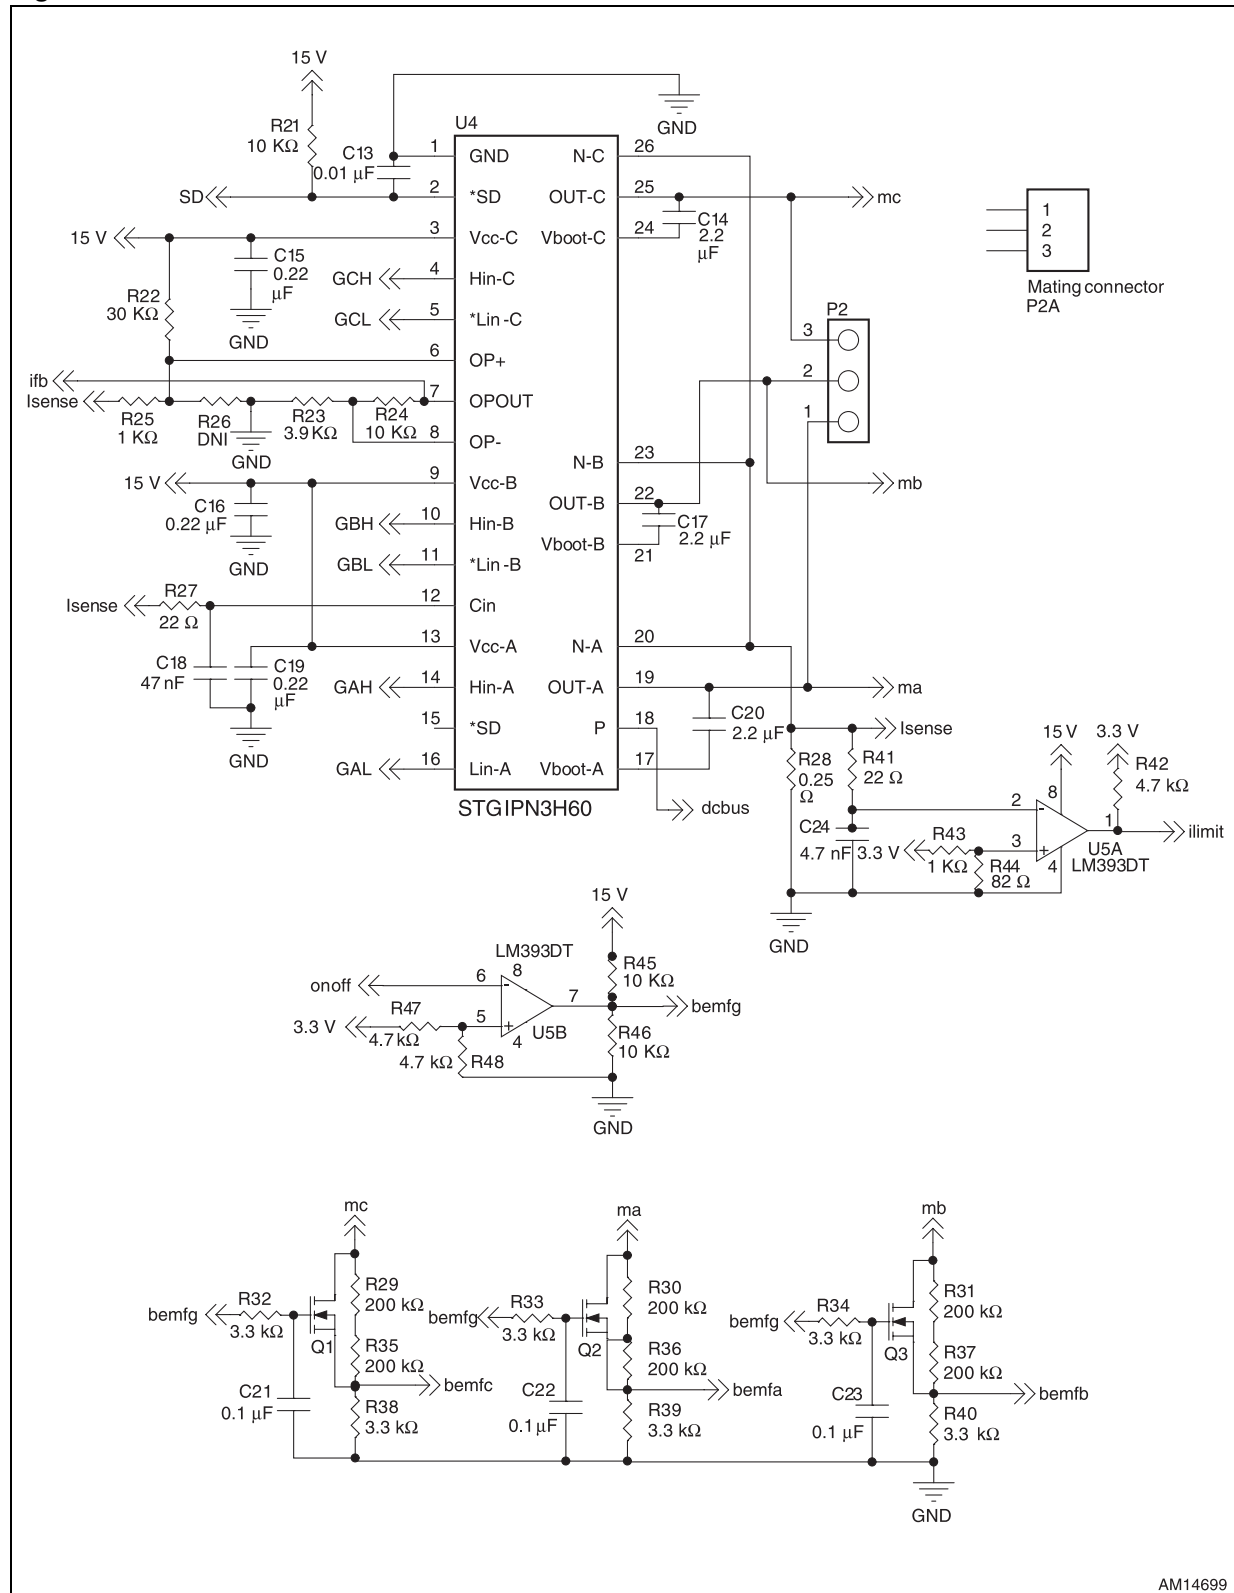 15 V
GND
U4
R21
10 KΩ
C13
0.01 µF
1
GND
N-C
26
SD
2
*SD
OUT-C
25
mc
15 V
3
Vcc-C
Vboot-C
24
C14
2.2
µF
1
2
3
Mating connector
P2A
C15
0.22
µF
GND
GCH
4
Hin-C
R22
30 KΩ
GCL
5
*Lin-C
6
OP+
P2
3
2
1
ifb
Isense
R25
1 KΩ
R26
DNI
GND
R23
3.9 KΩ
R24
10 KΩ
7
OPOUT
8
OP-
15 V
9
Vcc-B
N-B
23
mb
C16
0.22 µF
GND
GBH
10
Hin-B
OUT-B
22
C17
2.2 µF
GBL
11
*Lin-B
Vboot-B
21
Isense
R27
22 Ω
12
Cin
13
Vcc-A
N-A
20
C18
47 nF
C19
0.22
µF
GND
GAH
14
Hin-A
OUT-A
19
ma
15
*SD
P
18
C20
2.2 µF
Isense
GAL
16
Lin-A
Vboot-A
17
STGIPN3H60
dcbus
R28
0.25
Ω
R41
22 Ω
15 V
3.3 V
R42
4.7 kΩ
8
2
-
C24
4.7 nF
3.3 V
R43
1 KΩ
3
+
1
4
U5A
LM393DT
ilimit
R44
82 Ω
GND
15 V
LM393DT
onoff
6
8
-
R45
10 KΩ
7
bemfg
R47
4.7 kΩ
3.3 V
5
+
4
U5B
R46
10 KΩ
4.7 kΩ
R48
GND
mc
R29
200 kΩ
bemfg
R32
3.3 kΩ
Q1
R35
200 kΩ
bemfc
C21
0.1 µF
R38
3.3 kΩ
ma
R30
200 kΩ
bemfg
R33
3.3 kΩ
Q2
R36
200 kΩ
bemfa
C22
0.1 µF
R39
3.3 kΩ
mb
R31
200 kΩ
bemfg
R34
3.3 kΩ
Q3
R37
200 kΩ
bemfb
C23
0.1 µF
R40
3.3 kΩ
GND
AM14699